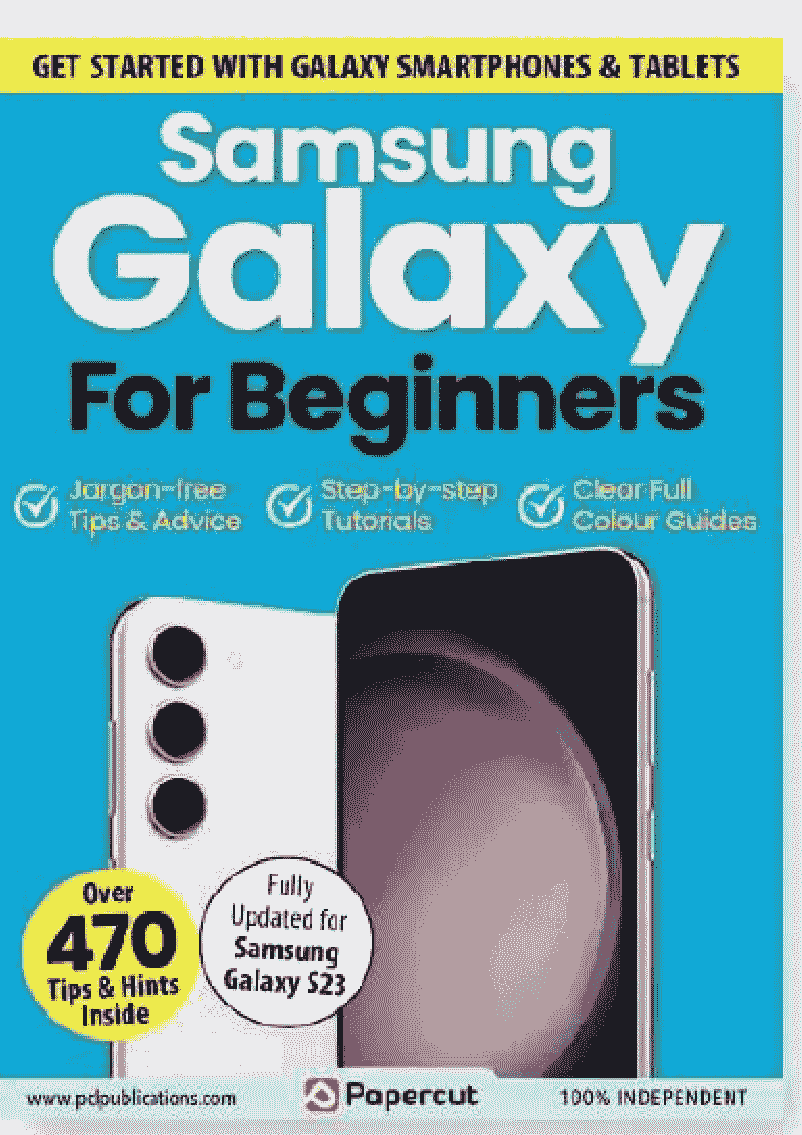 GET STARTED WITH GALAXY SMARTPHONES & TABLETS
Samsung
Galaxy
For Beginners
Jargon-free
Tips & Advice
Step-by-step
Tutorials
Clear Full
Colour Guides
Over
470
Tips & Hints
Inside
Fully
Updated for
Samsung
Galaxy S23
www.pclpublications.com
Papercut
100% INDEPENDENT